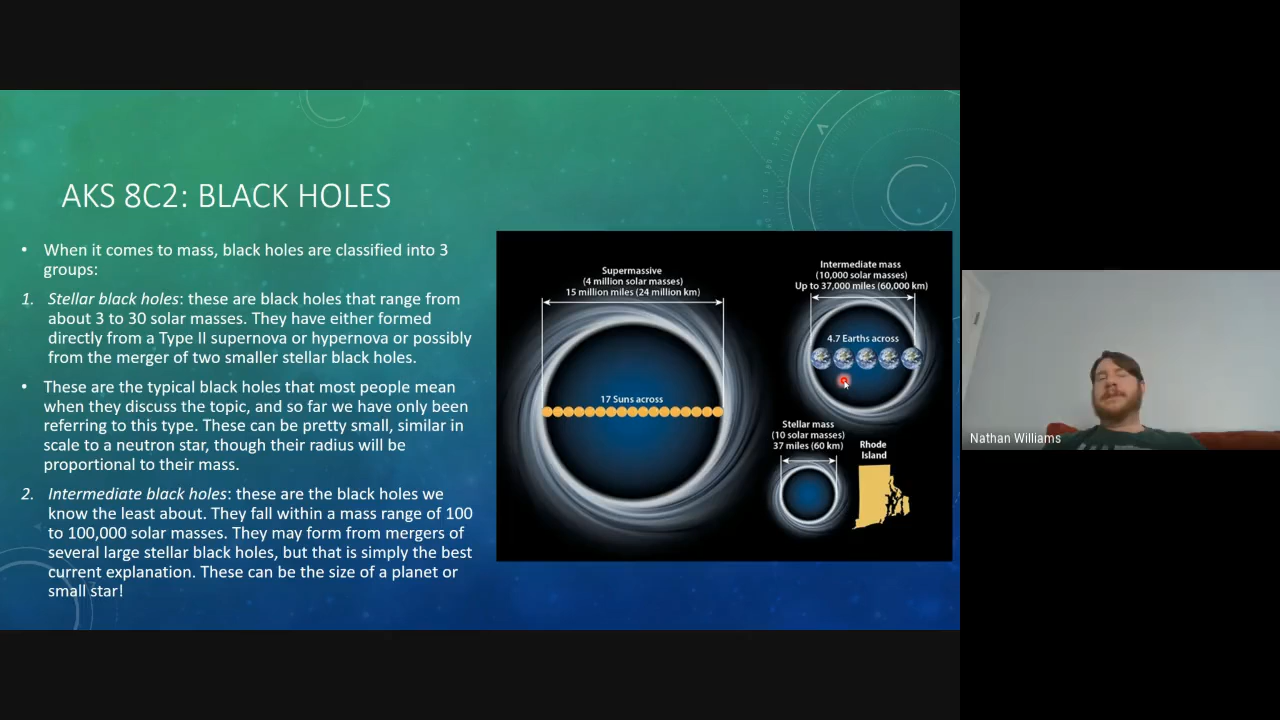 AKS 8C2: BLACK HOLES
• When it comes to mass, black holes are classified into 3
groups:
1. Stellar black holes: these are black holes that range from
about 3 to 30 solar masses. They have either formed
directly from a Type II supernova or hypernova or possibly
from the merger of two smaller stellar black holes.
• These are the typical black holes that most people mean
when they discuss the topic, and so far we have only been
referring to this type. These can be pretty small, similar in
scale to a neutron star, though their radius will be
proportional to their mass.
2. Intermediate black holes: these are the black holes we
know the least about. They fall within a mass range of 100
to 100,000 solar masses. They may form from mergers of
several large stellar black holes, but that is simply the best
current explanation. These can be the size of a planet or
small star!
Supermassive
(4 million solar masses)
15 million miles (24 million km)
17 Suns across
Intermediate mass
(10,000 solar masses)
Up to 37,000 miles (60,000 km)
4.7 Earths across
Stellar mass
(10 solar masses)
37 miles (60 km)
Rhode
Island
Nathan Williams